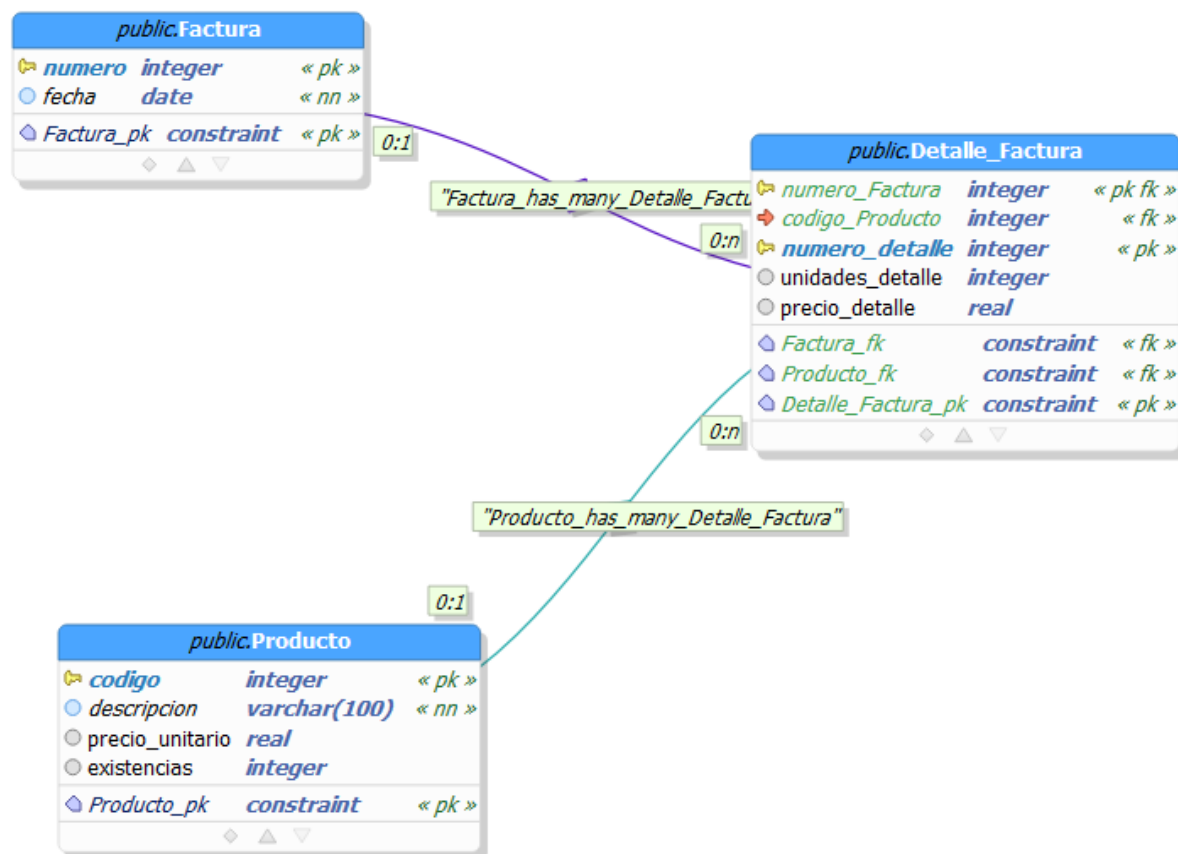 public.Factura
numero integer « pk »
fecha date « nn »
Factura_pk constraint « pk »
0:1
"Factura_has_many_Detalle_Factu
0:n
public.Detalle_Factura
numero_Factura integer « pk fk »
codigo_Producto integer « fk »
numero_detalle integer « pk »
unidades_detalle integer
precio_detalle real
Factura_fk constraint « fk »
Producto_fk constraint « fk »
Detalle_Factura_pk constraint « pk »
0:n
"Producto_has_many_Detalle_Factura"
0:1
public.Producto
codigo integer « pk »
descripcion varchar(100) « nn »
precio_unitario real
existencias integer
Producto_pk constraint « pk »